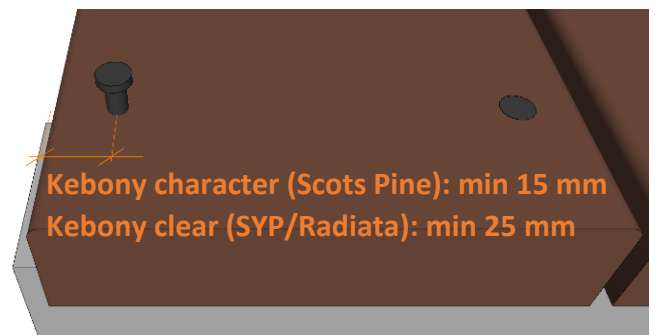 Kebony character (Scots Pine): min 15 mm
Kebony clear (SYP/Radiata): min 25 mm